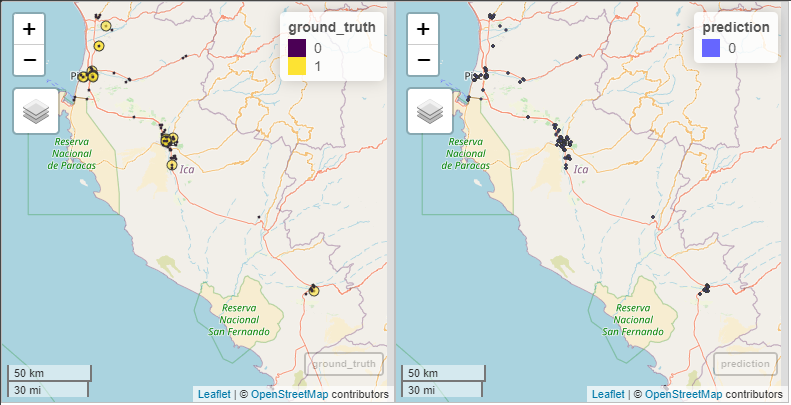 +
−
ground_truth
0
1
Reserva
Nacional
de Paracas
Ica
Reserva
Nacional
San Fernando
50 km
30 mi
ground_truth
Leaflet | © OpenStreetMap contributors
+
−
prediction
0
Reserva
Nacional
de Paracas
Ica
Reserva
Nacional
San Fernando
50 km
30 mi
prediction
Leaflet | © OpenStreetMap contributors